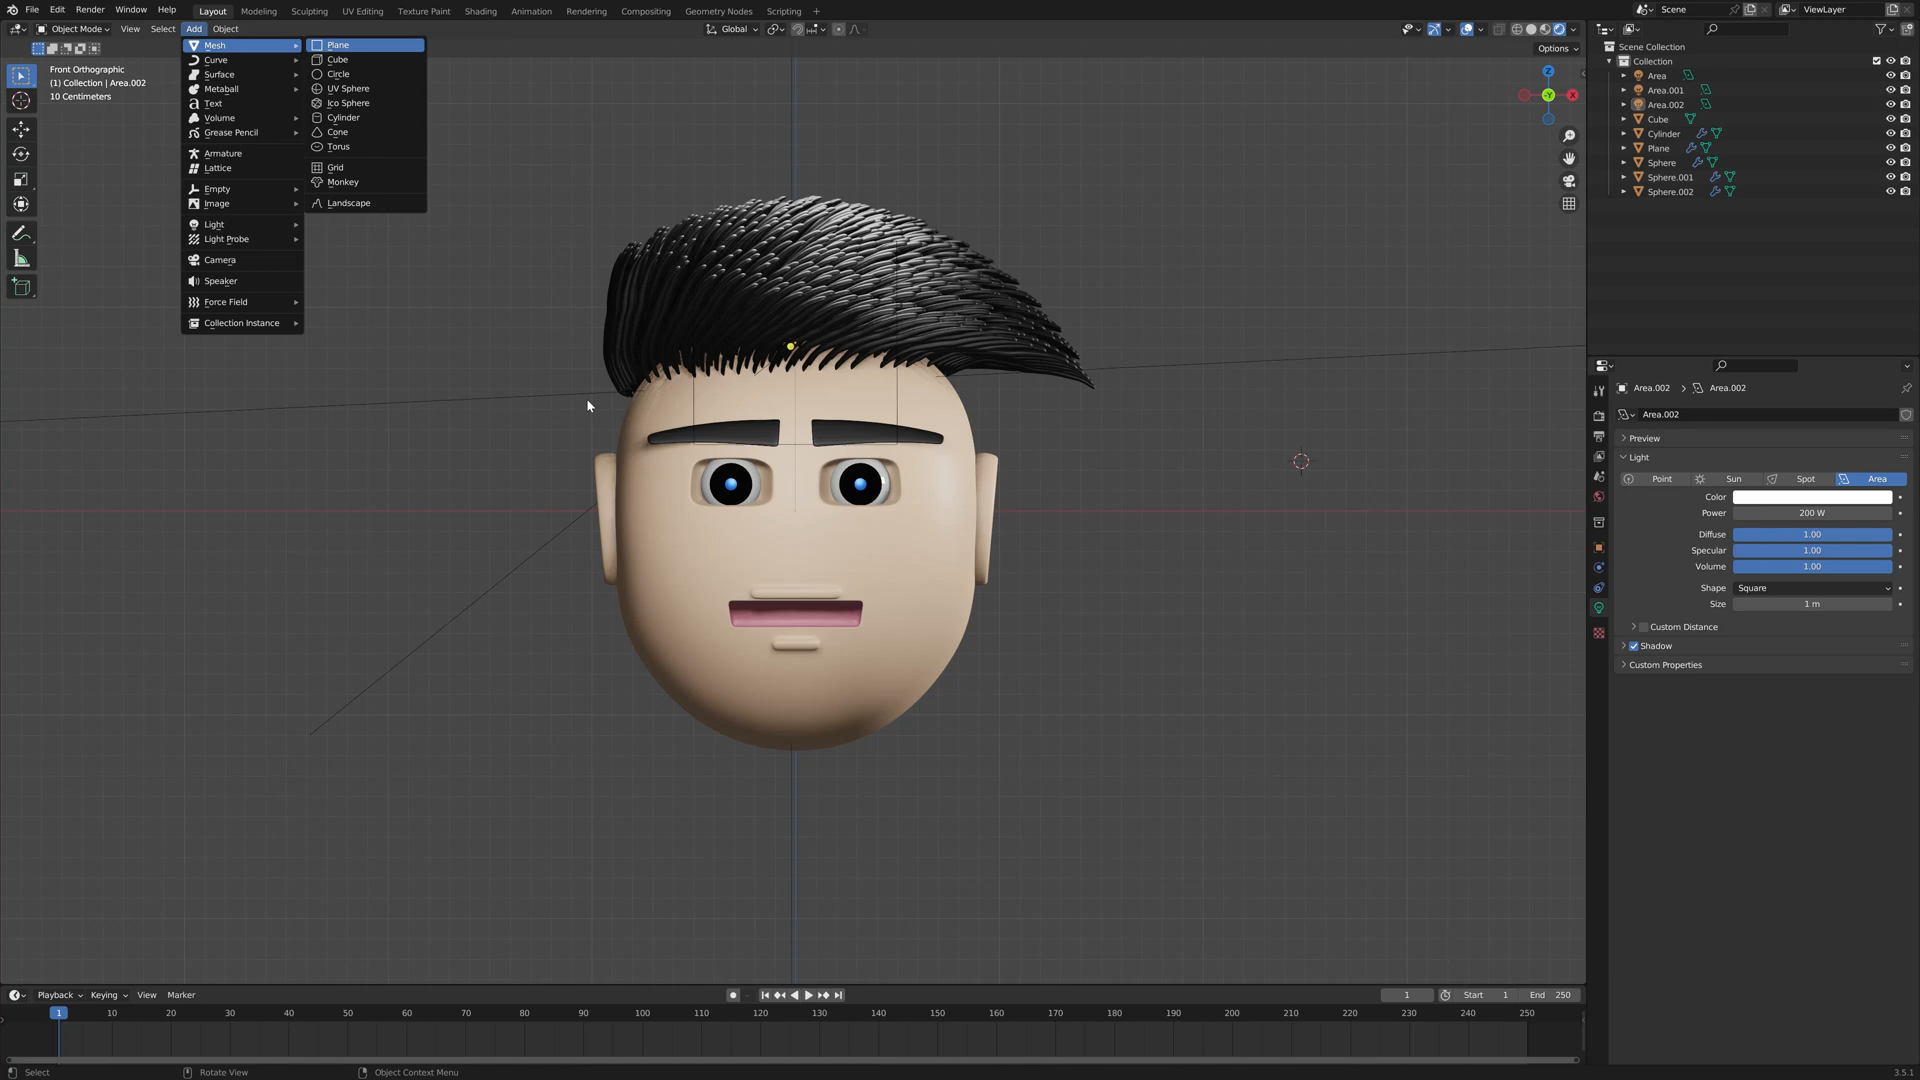 File Edit Render Window Help Layout Modeling Sculpting UV Editing Texture Paint Shading Animation Rendering Compositing Geometry Nodes Scripting + Scene ViewLayer
Object Mode View Select Add Object Global Options
Front Orthographic
(1) Collection | Area.002
10 Centimeters
Mesh
Curve
Surface
Metaball
Text
Volume
Grease Pencil
Armature
Lattice
Empty
Image
Light
Light Probe
Camera
Speaker
Force Field
Collection Instance
Plane
Cube
Circle
UV Sphere
Ico Sphere
Cylinder
Cone
Torus
Grid
Monkey
Landscape
Z
-Y
X
Scene Collection
Collection
Area
Area.001
Area.002
Cube
Cylinder
Plane
Sphere
Sphere.001
Sphere.002
Area.002 > Area.002
Area.002
Preview
Light
Point Sun Spot Area
Color
Power 200 W
Diffuse 1.00
Specular 1.00
Volume 1.00
Shape Square
Size 1 m
Custom Distance
Shadow
Custom Properties
Playback Keying View Marker 1 Start 1 End 250
1 10 20 30 40 50 60 70 80 90 100 110 120 130 140 150 160 170 180 190 200 210 220 230 240 250
Select Rotate View Object Context Menu 3.5.1